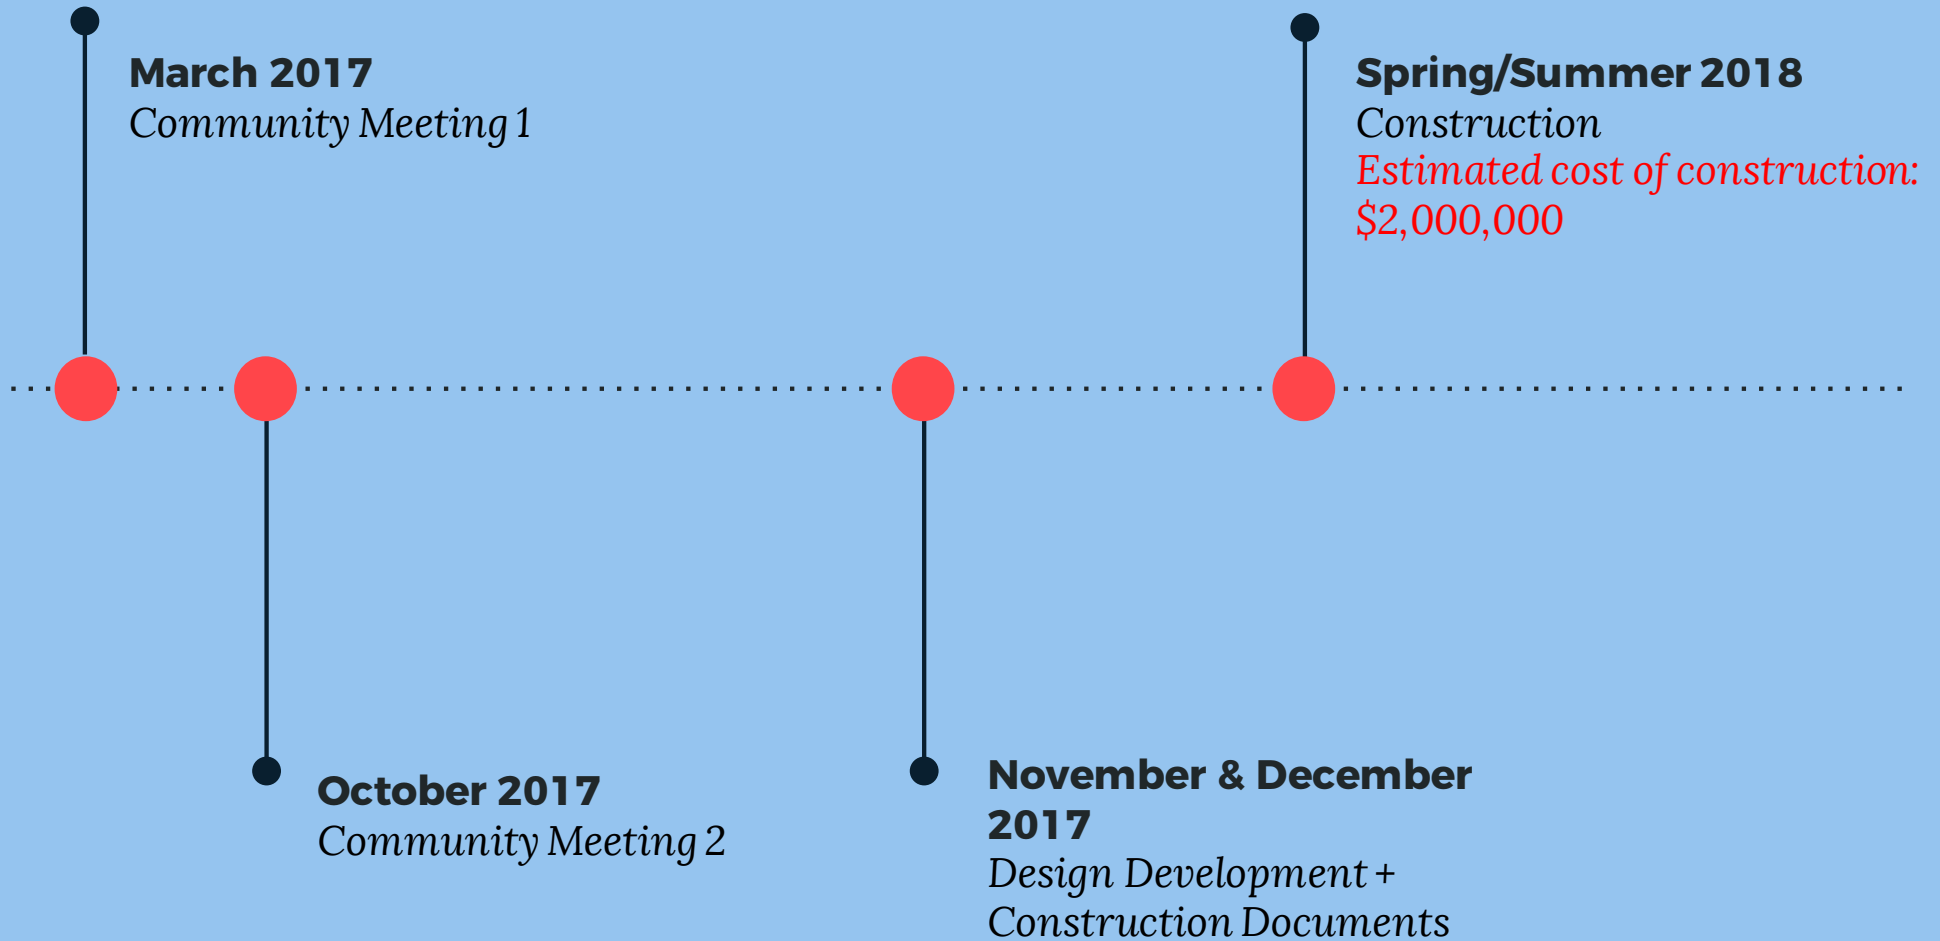 March 2017
Community Meeting 1
Spring/Summer 2018
Construction
Estimated cost of construction:
$2,000,000
October 2017
Community Meeting 2
November & December
2017
Design Development +
Construction Documents